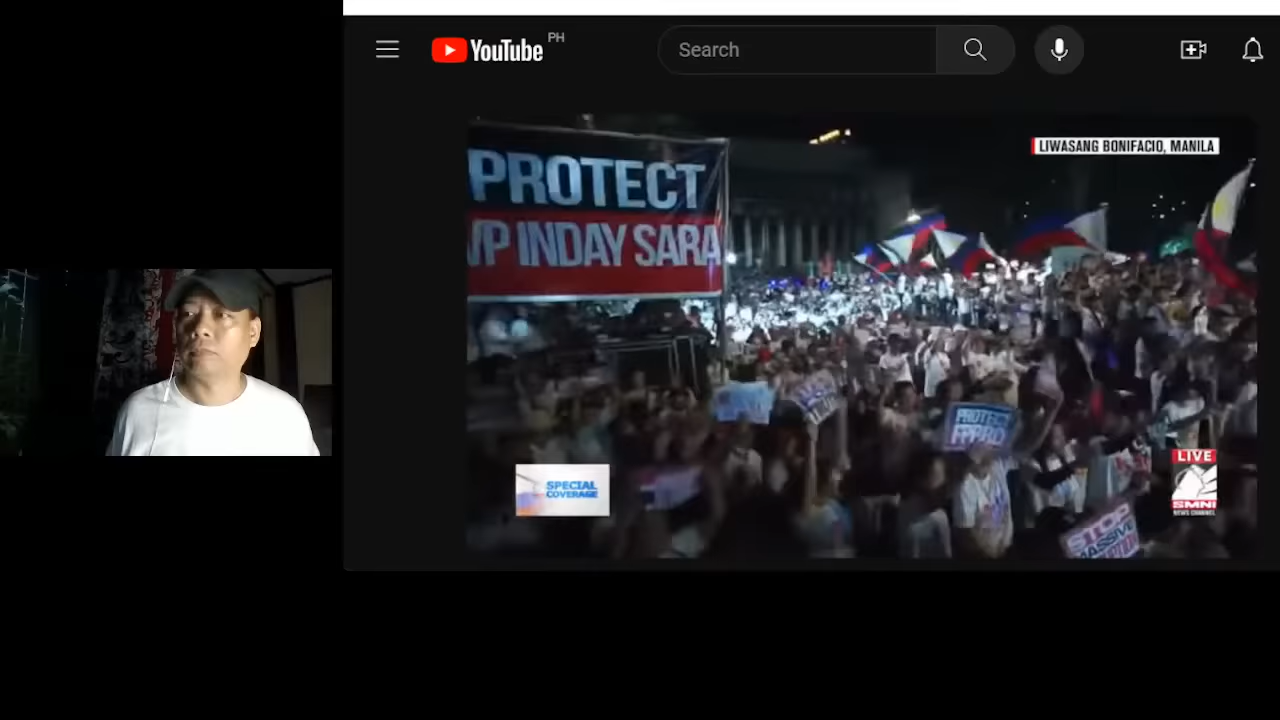 YouTube PH
Search
LIWASANG BONIFACIO, MANILA
PROTECT
VP INDAY SARA
PROTECT
FPRRD
SPECIAL
COVERAGE
LIVE
SMNI
NEWS CHANNEL
STOP
MASSIVE